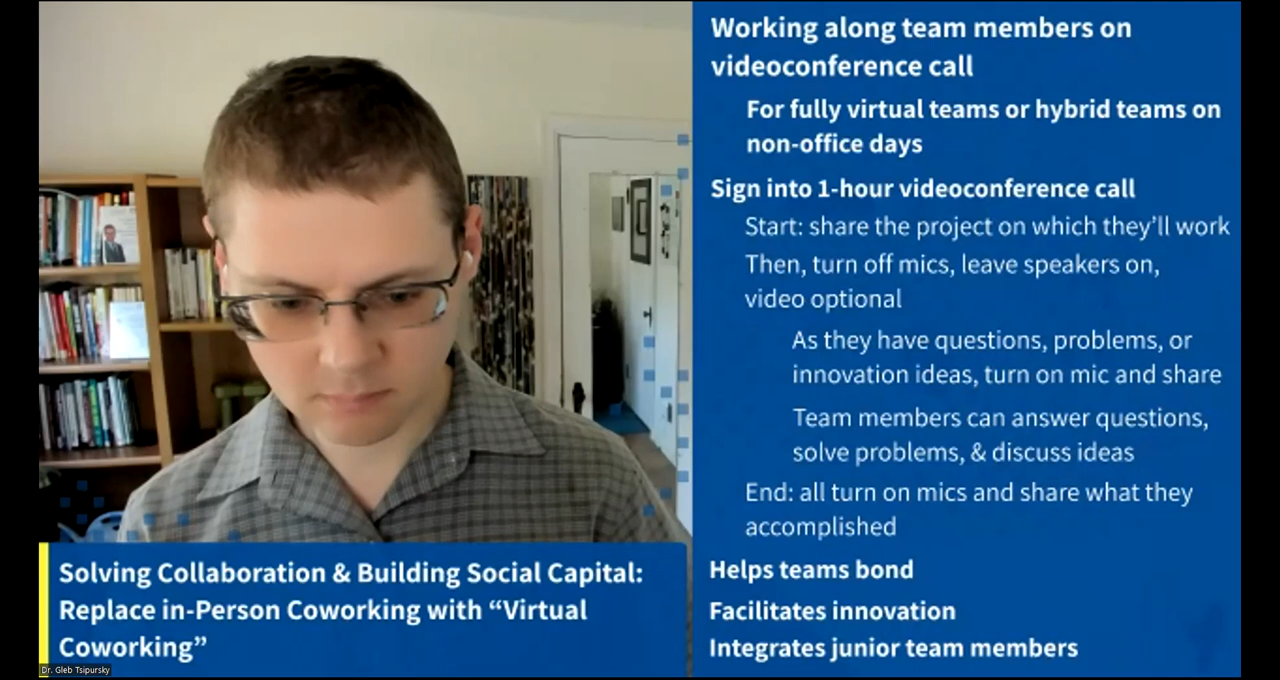 Working along team members on
videoconference call
For fully virtual teams or hybrid teams on
non-office days
Sign into 1-hour videoconference call
Start: share the project on which they'll work
Then, turn off mics, leave speakers on,
video optional
As they have questions, problems, or
innovation ideas, turn on mic and share
Team members can answer questions,
solve problems, & discuss ideas
End: all turn on mics and share what they
accomplished
Helps teams bond
Facilitates innovation
Integrates junior team members
Solving Collaboration & Building Social Capital:
Replace in-Person Coworking with “Virtual
Coworking”
Dr. Gleb Tsipursky